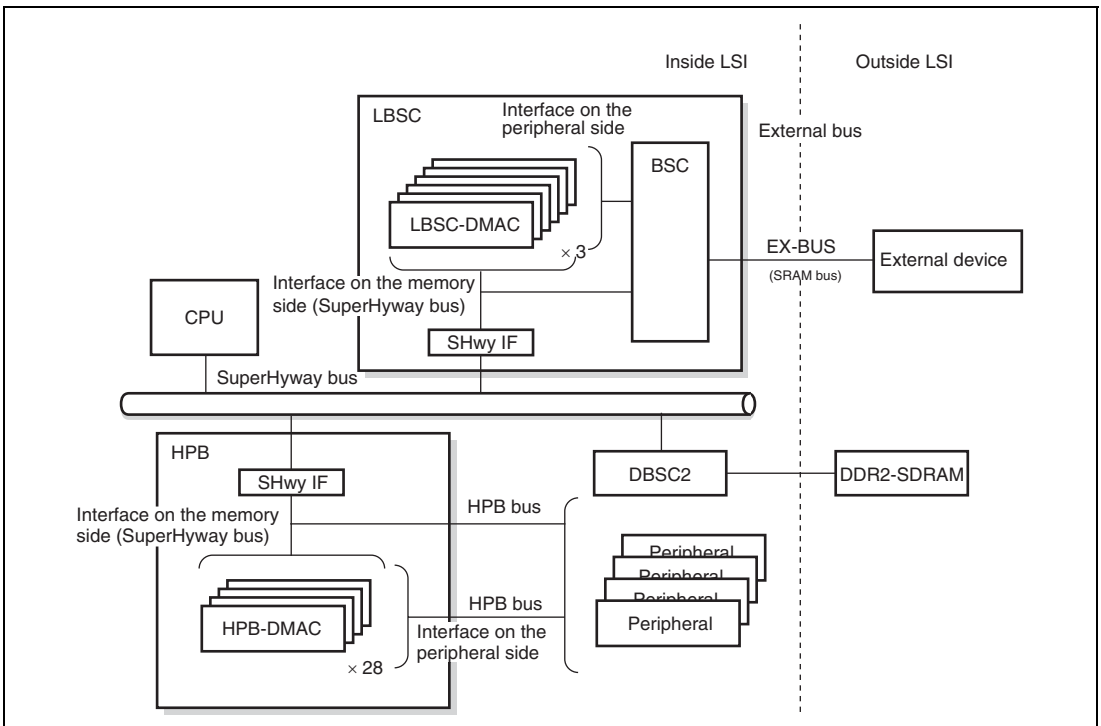 Inside LSI
Outside LSI
LBSC
Interface on the
peripheral side
External bus
BSC
LBSC-DMAC
× 3
EX-BUS
(SRAM bus)
External device
Interface on the memory
side (SuperHyway bus)
CPU
SHwy IF
SuperHyway bus
HPB
SHwy IF
DBSC2
DDR2-SDRAM
Interface on the memory
side (SuperHyway bus)
HPB bus
Peripheral
Peripheral
Peripheral
Peripheral
HPB bus
HPB-DMAC
Interface on the
peripheral side
× 28